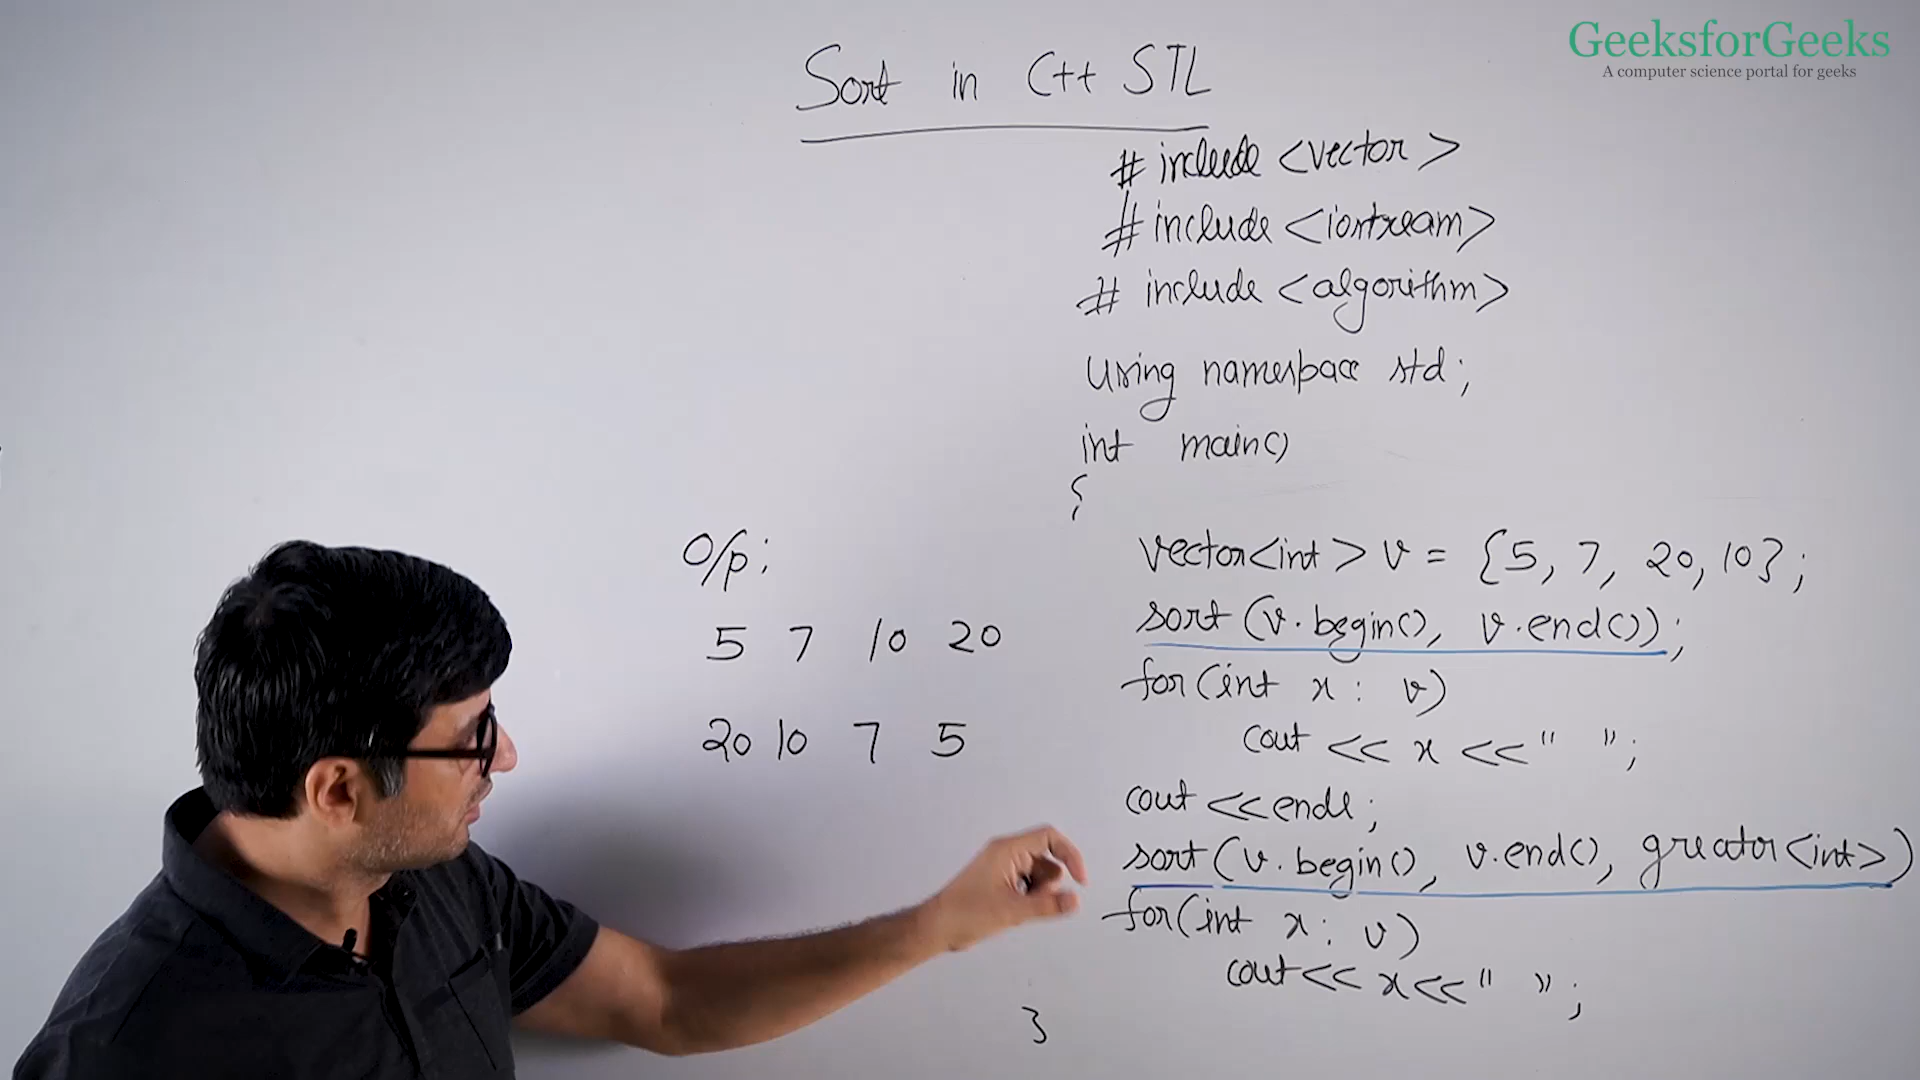 GeeksforGeeks
A computer science portal for geeks
Sort in C++ STL
# include <vector>
# include <iostream>
# include <algorithm>
using namespace std;
int main()
{
vector<int> v = {5, 7, 20, 10};
sort (v.begin(), v.end());
for(int x : v)
cout << x << " ";
cout << endl;
sort(v.begin(), v.end(), greator<int>)
for(int x : v)
cout << x << " ";
}
O/p:
5 7 10 20
20 10 7 5